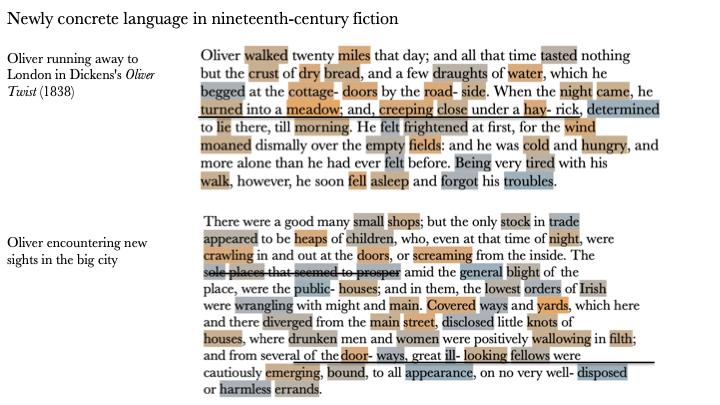 Newly concrete language in nineteenth-century fiction
Oliver running away to
London in Dickens's Oliver
Twist (1838)
Oliver walked twenty miles that day; and all that time tasted nothing
but the crust of dry bread, and a few draughts of water, which he
begged at the cottage- doors by the road- side. When the night came, he
turned into a meadow; and, creeping close under a hay- rick, determined
to lie there, till morning. He felt frightened at first, for the wind
moaned dismally over the empty fields: and he was cold and hungry, and
more alone than he had ever felt before. Being very tired with his
walk, however, he soon fell asleep and forgot his troubles.
Oliver encountering new
sights in the big city
There were a good many small shops; but the only stock in trade
appeared to be heaps of children, who, even at that time of night, were
crawling in and out at the doors, or screaming from the inside. The
sole places that seemed to prosper amid the general blight of the
place, were the public- houses; and in them, the lowest orders of Irish
were wrangling with might and main. Covered ways and yards, which here
and there diverged from the main street, disclosed little knots of
houses, where drunken men and women were positively wallowing in filth;
and from several of the door- ways, great ill- looking fellows were
cautiously emerging, bound, to all appearance, on no very well- disposed
or harmless errands.